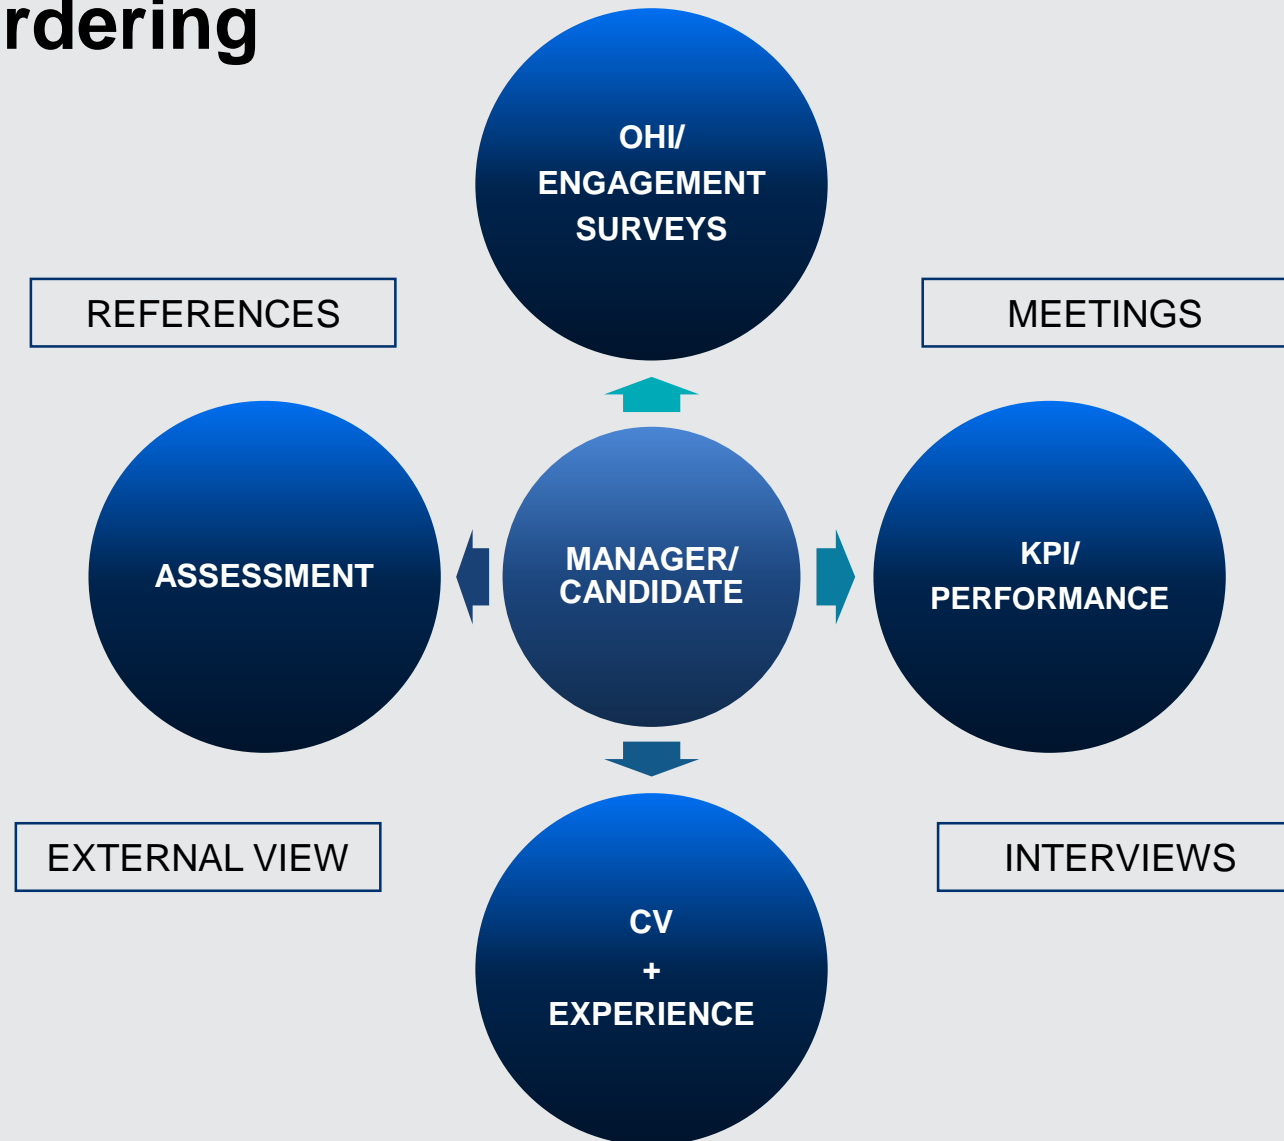 rdering
OHI/
ENGAGEMENT
SURVEYS
REFERENCES
MEETINGS
ASSESSMENT
MANAGER/
CANDIDATE
KPI/
PERFORMANCE
EXTERNAL VIEW
INTERVIEWS
CV
+
EXPERIENCE